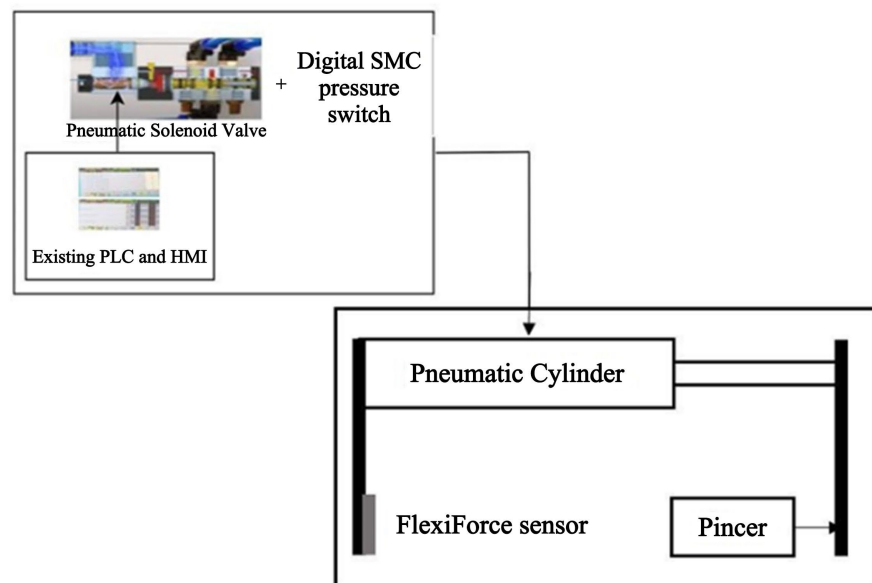 Digital SMC
pressure
switch
+
Pneumatic Solenoid Valve
Existing PLC and HMI
Pneumatic Cylinder
FlexiForce sensor
Pincer